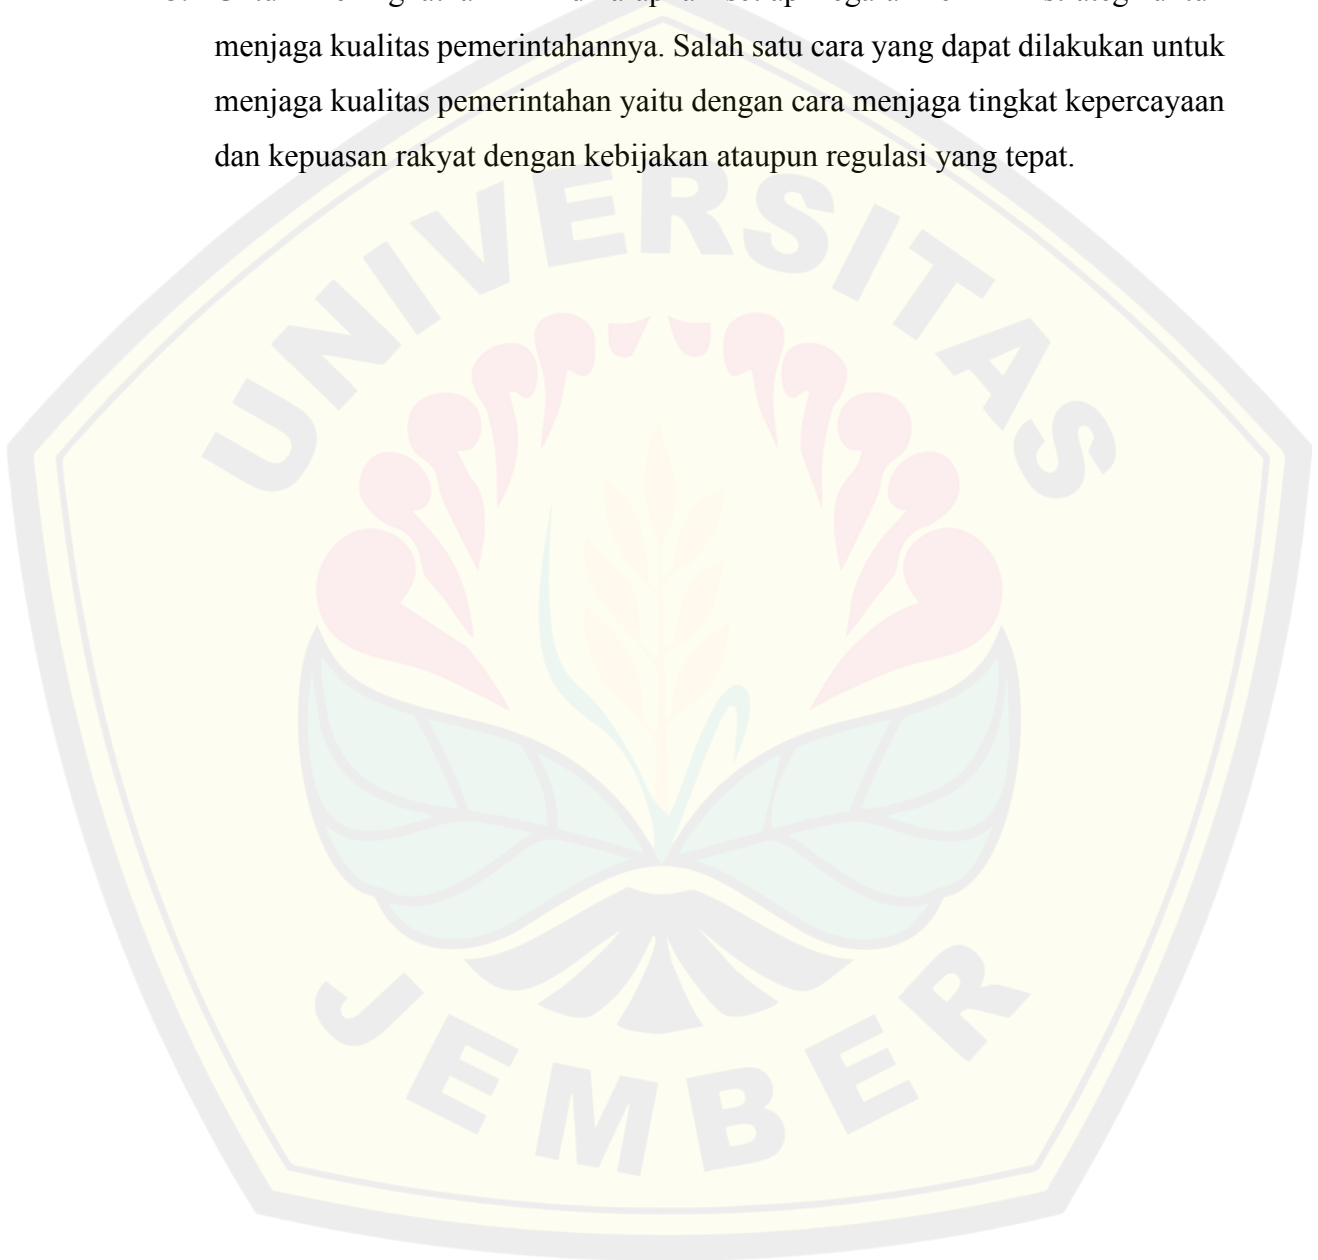 menjaga kualitas pemerintahannya. Salah satu cara yang dapat dilakukan untuk
menjaga kualitas pemerintahan yaitu dengan cara menjaga tingkat kepercayaan
dan kepuasan rakyat dengan kebijakan ataupun regulasi yang tepat.
UNIVERSITAS
JEMBER